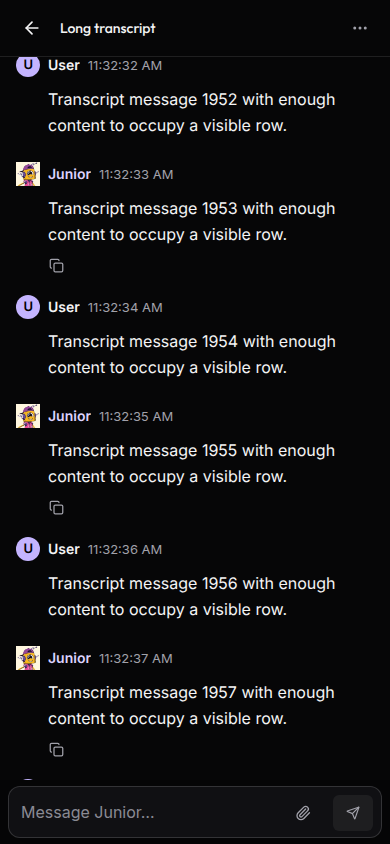 Long transcript
U User 11:32:32 AM
Transcript message 1952 with enough
content to occupy a visible row.
Junior 11:32:33 AM
Transcript message 1953 with enough
content to occupy a visible row.
U User 11:32:34 AM
Transcript message 1954 with enough
content to occupy a visible row.
Junior 11:32:35 AM
Transcript message 1955 with enough
content to occupy a visible row.
U User 11:32:36 AM
Transcript message 1956 with enough
content to occupy a visible row.
Junior 11:32:37 AM
Transcript message 1957 with enough
content to occupy a visible row.
Message Junior...